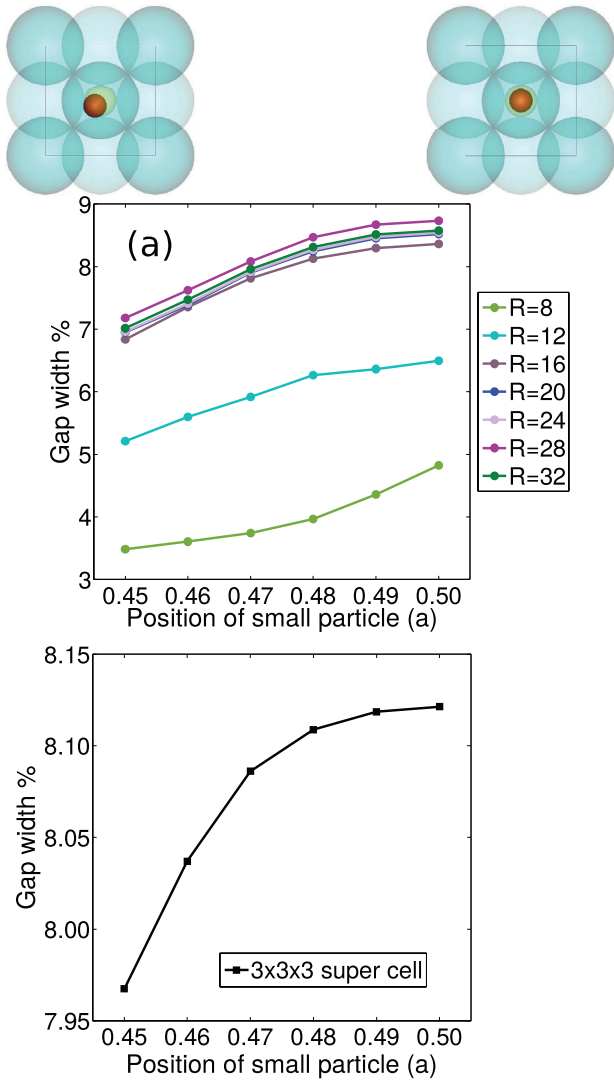 9
8
7
6
5
4
3
Gap width %
(a)
R=8
R=12
R=16
R=20
R=24
R=28
R=32
0.45 0.46 0.47 0.48 0.49 0.50
Position of small particle (a)
8.15
8.10
8.05
8.00
7.95
Gap width %
3x3x3 super cell
0.45 0.46 0.47 0.48 0.49 0.50
Position of small particle (a)